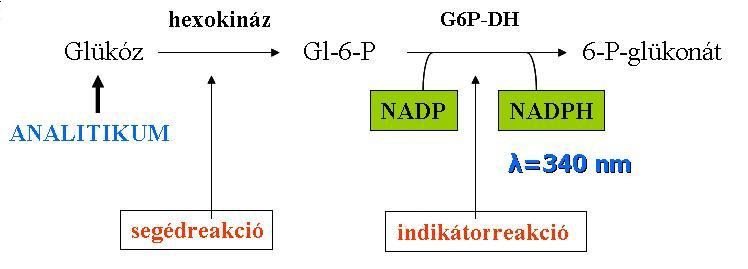 hexokináz
G6P-DH
Glükóz
Gl-6-P
6-P-glükonát
NADP
NADPH
ANALITIKUM
λ=340 nm
segédreakció
indikátorreakció